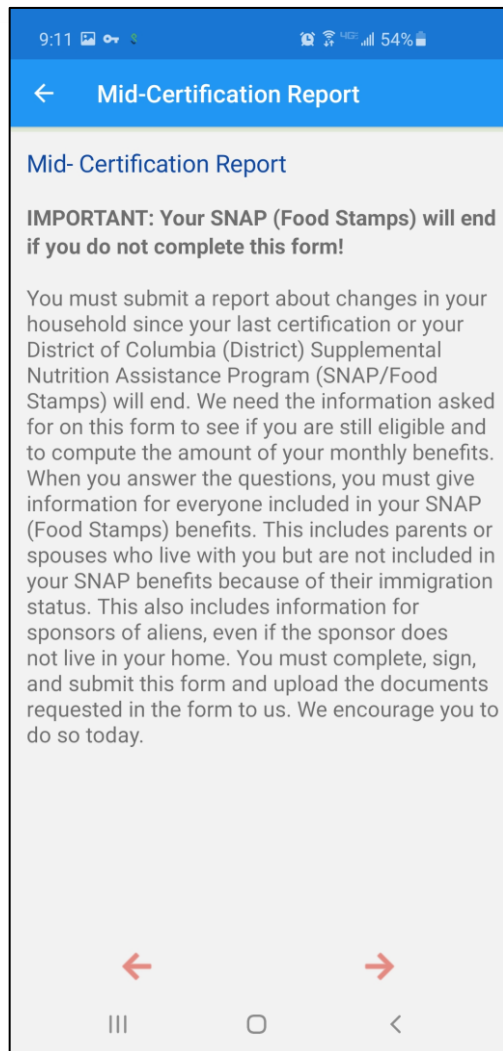 9:11 54%
Mid-Certification Report
Mid- Certification Report
IMPORTANT: Your SNAP (Food Stamps) will end
if you do not complete this form!
You must submit a report about changes in your
household since your last certification or your
District of Columbia (District) Supplemental
Nutrition Assistance Program (SNAP/Food
Stamps) will end. We need the information asked
for on this form to see if you are still eligible and
to compute the amount of your monthly benefits.
When you answer the questions, you must give
information for everyone included in your SNAP
(Food Stamps) benefits. This includes parents or
spouses who live with you but are not included in
your SNAP benefits because of their immigration
status. This also includes information for
sponsors of aliens, even if the sponsor does
not live in your home. You must complete, sign,
and submit this form and upload the documents
requested in the form to us. We encourage you to
do so today.